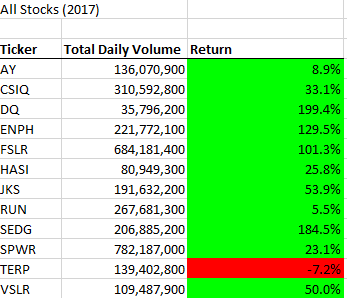 All Stocks (2017)
Ticker Total Daily Volume Return
AY 136,070,900 8.9%
CSIQ 310,592,800 33.1%
DQ 35,796,200 199.4%
ENPH 221,772,100 129.5%
FSLR 684,181,400 101.3%
HASI 80,949,300 25.8%
JKS 191,632,200 53.9%
RUN 267,681,300 5.5%
SEDG 206,885,200 184.5%
SPWR 782,187,000 23.1%
TERP 139,402,800 -7.2%
VSLR 109,487,900 50.0%